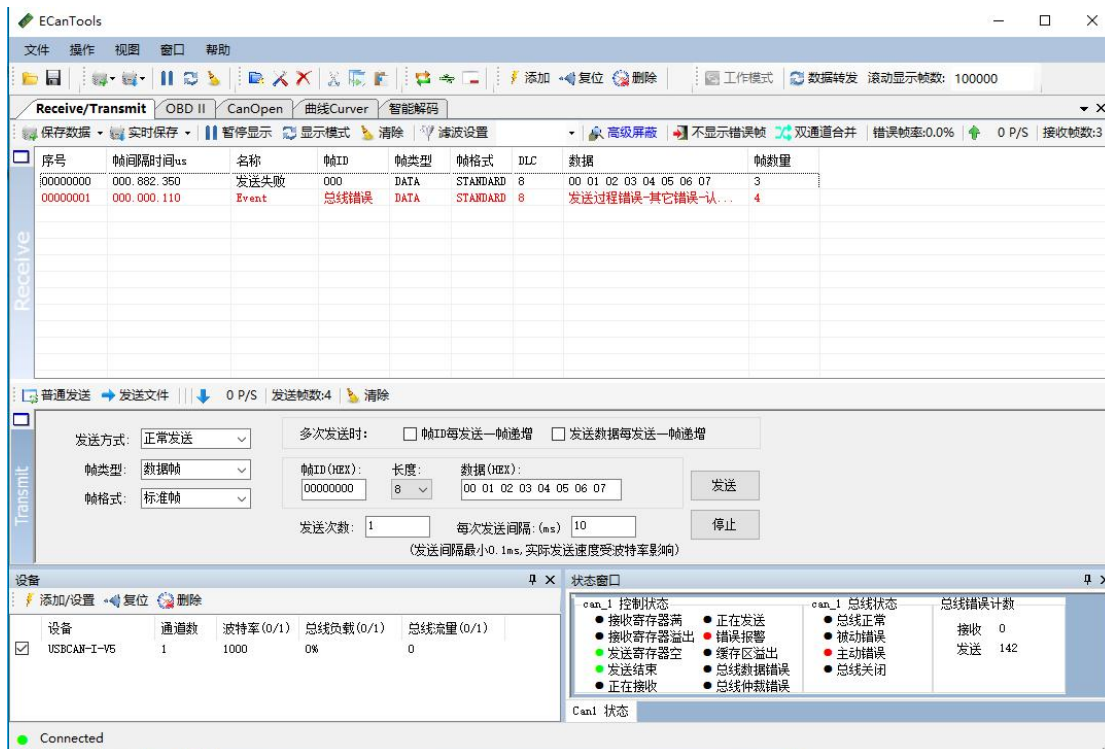 ECanTools
文件 操作 视图 窗口 帮助
添加 复位 删除 工作模式 数据转发 滚动显示帧数: 100000
Receive/Transmit OBD II CanOpen 曲线Curver 智能解码
保存数据 实时保存 暂停显示 显示模式 清除 滤波设置 高级屏蔽 不显示错误帧 双通道合并 错误帧率:0.0% 0 P/S 接收帧数:3
序号 帧间隔时间us 名称 帧ID 帧类型 帧格式 DLC 数据 帧数量
00000000 000.882.350 发送失败 000 DATA STANDARD 8 00 01 02 03 04 05 06 07 3
00000001 000.000.110 Event 总线错误 DATA STANDARD 8 发送过程错误-其它错误-认... 4
Receive
普通发送 发送文件 0 P/S 发送帧数:4 清除
Transmit
发送方式: 正常发送 多次发送时: 帧ID每发送一帧递增 发送数据每发送一帧递增
帧类型: 数据帧 帧ID(HEX): 长度: 数据(HEX):
00000000 8 00 01 02 03 04 05 06 07 发送
帧格式: 标准帧
发送次数: 1 每次发送间隔:(ms) 10 停止
(发送间隔最小0.1ms,实际发送速度受波特率影响)
设备
添加/设置 复位 删除
设备 通道数 波特率(0/1) 总线负载(0/1) 总线流量(0/1)
USBCAN-I-V5 1 1000 0% 0
状态窗口
can_1 控制状态
接收寄存器满 正在发送
接收寄存器溢出 错误报警
发送寄存器空 缓存区溢出
发送结束 总线数据错误
正在接收 总线仲裁错误
can_1 总线状态
总线正常
被动错误
主动错误
总线关闭
总线错误计数
接收 0
发送 142
Can1 状态
Connected